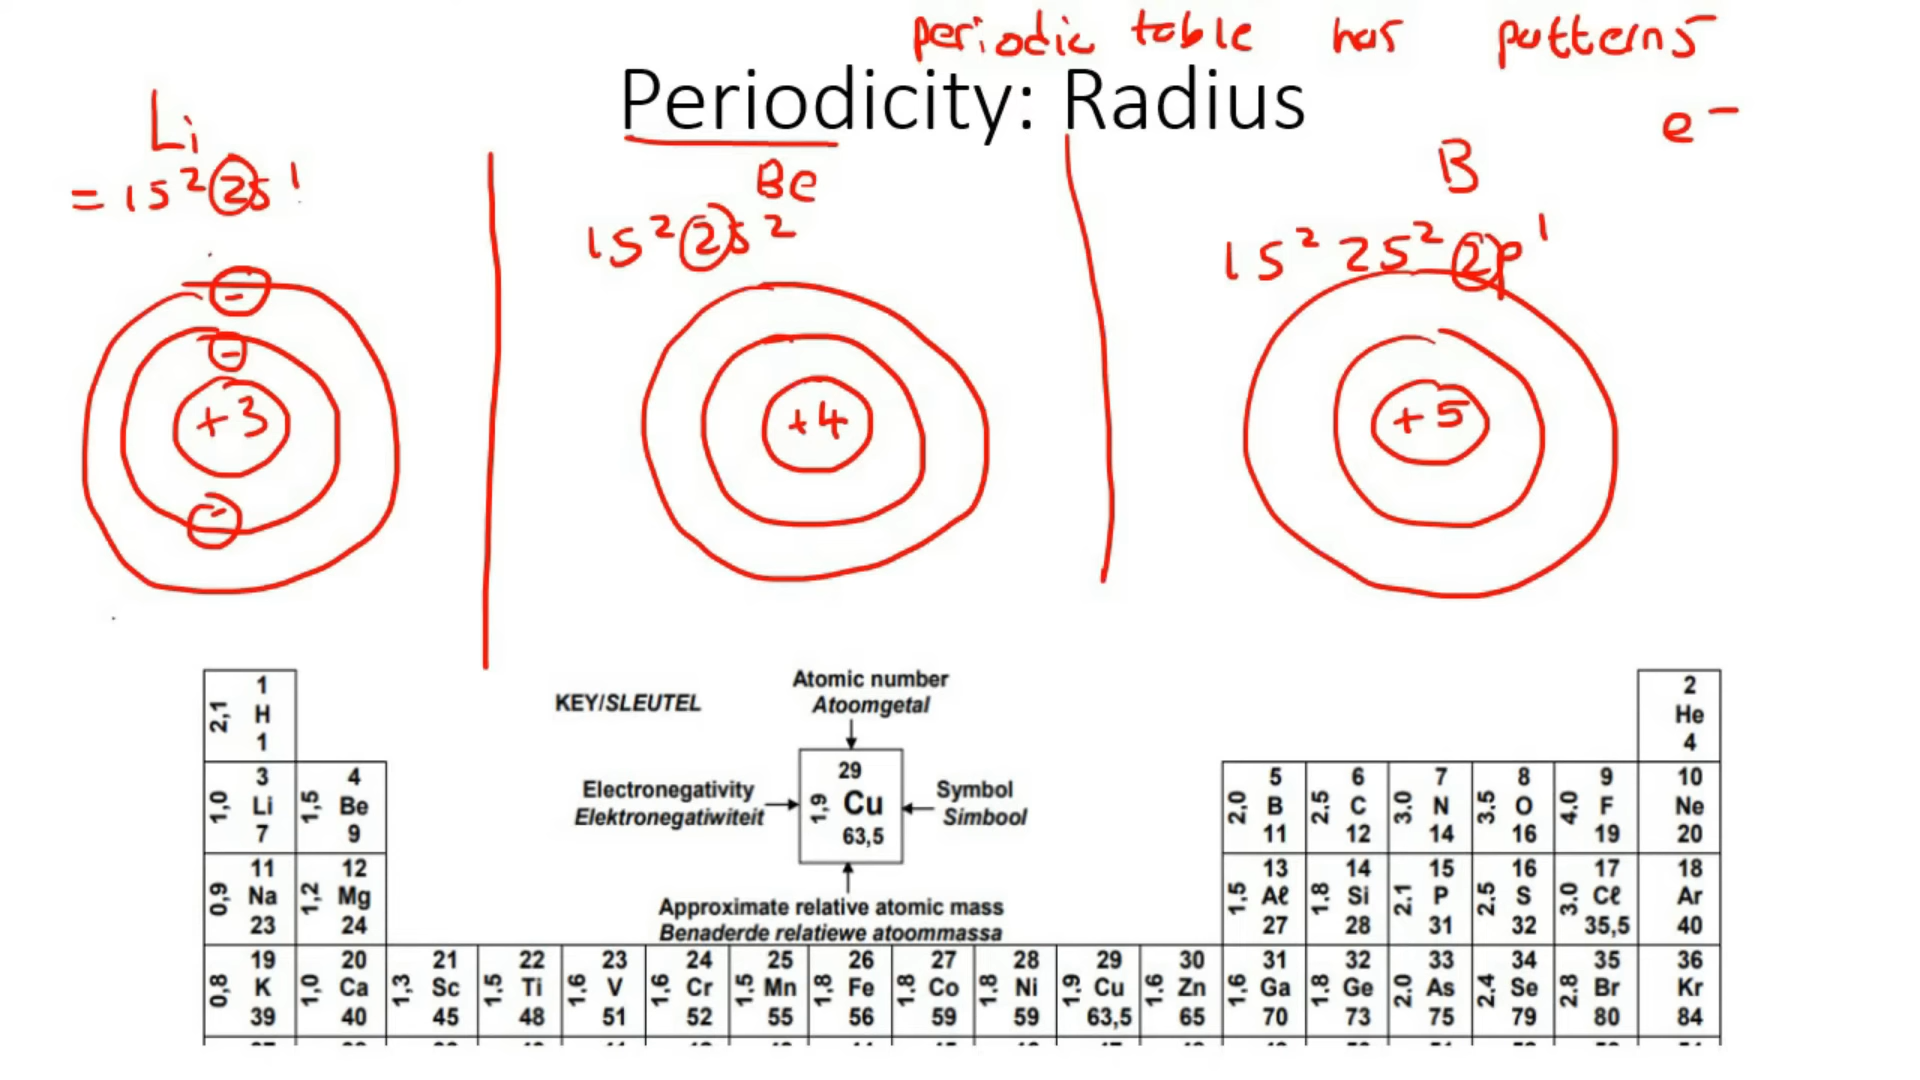 periodic table has patterns
Periodicity: Radius
e⁻
Li
= 1s² 2s¹
Be
1s² 2s²
B
1s² 2s² 2p¹
-
-
-
+3
+4
+5
KEY/SLEUTEL
Atomic number
Atoomgetal
Electronegativity
Elektronegatiwiteit
29
1,9 Cu
63,5
Symbol
Simbool
Approximate relative atomic mass
Benaderde relatiewe atoommassa
1 2
2,1 H He
1 4
3 4 5 6 7 8 9 10
1,0 Li 1,5 Be 2,0 B 2,5 C 3.0 N 3.5 O 4.0 F Ne
7 9 11 12 14 16 19 20
11 12 13 14 15 16 17 18
0,9 Na 1,2 Mg 1,5 Aℓ 1,8 Si 2,1 P 2,5 S 3.0 Cℓ Ar
23 24 27 28 31 32 35,5 40
19 20 21 22 23 24 25 26 27 28 29 30 31 32 33 34 35 36
0,8 K 1,0 Ca 1,3 Sc 1,5 Ti 1,6 V 1,6 Cr 1,5 Mn 1,8 Fe 1,8 Co 1,8 Ni 1,9 Cu 1,6 Zn 1,6 Ga 1,8 Ge 2.0 As 2.4 Se 2.8 Br Kr
39 40 45 48 51 52 55 56 59 59 63,5 65 70 73 75 79 80 84